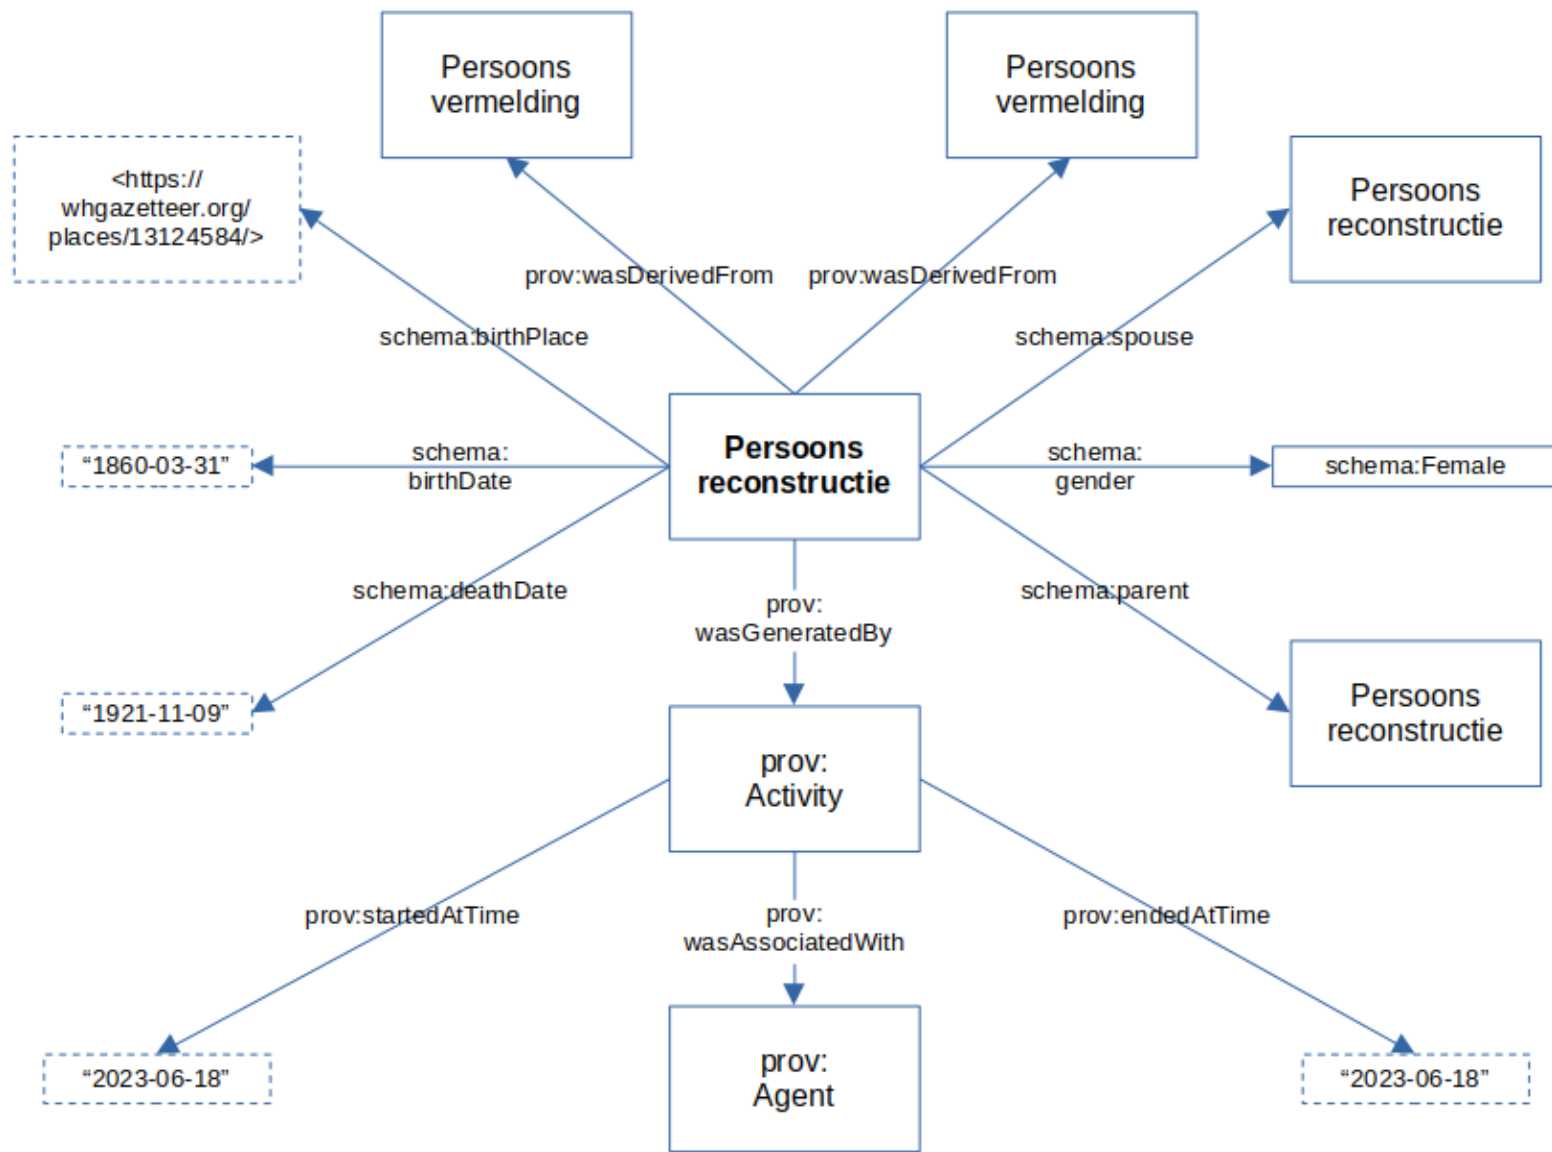 Persoons
vermelding
Persoons
vermelding
<https://
whgazetteer.org/
places/13124584/>
Persoons
reconstructie
prov:wasDerivedFrom
prov:wasDerivedFrom
schema:birthPlace
schema:spouse
“1860-03-31”
schema:
birthDate
Persoons
reconstructie
schema:
gender
schema:Female
schema:deathDate
prov:
wasGeneratedBy
schema:parent
“1921-11-09”
Persoons
reconstructie
prov:
Activity
prov:startedAtTime
prov:
wasAssociatedWith
prov:endedAtTime
“2023-06-18”
prov:
Agent
“2023-06-18”